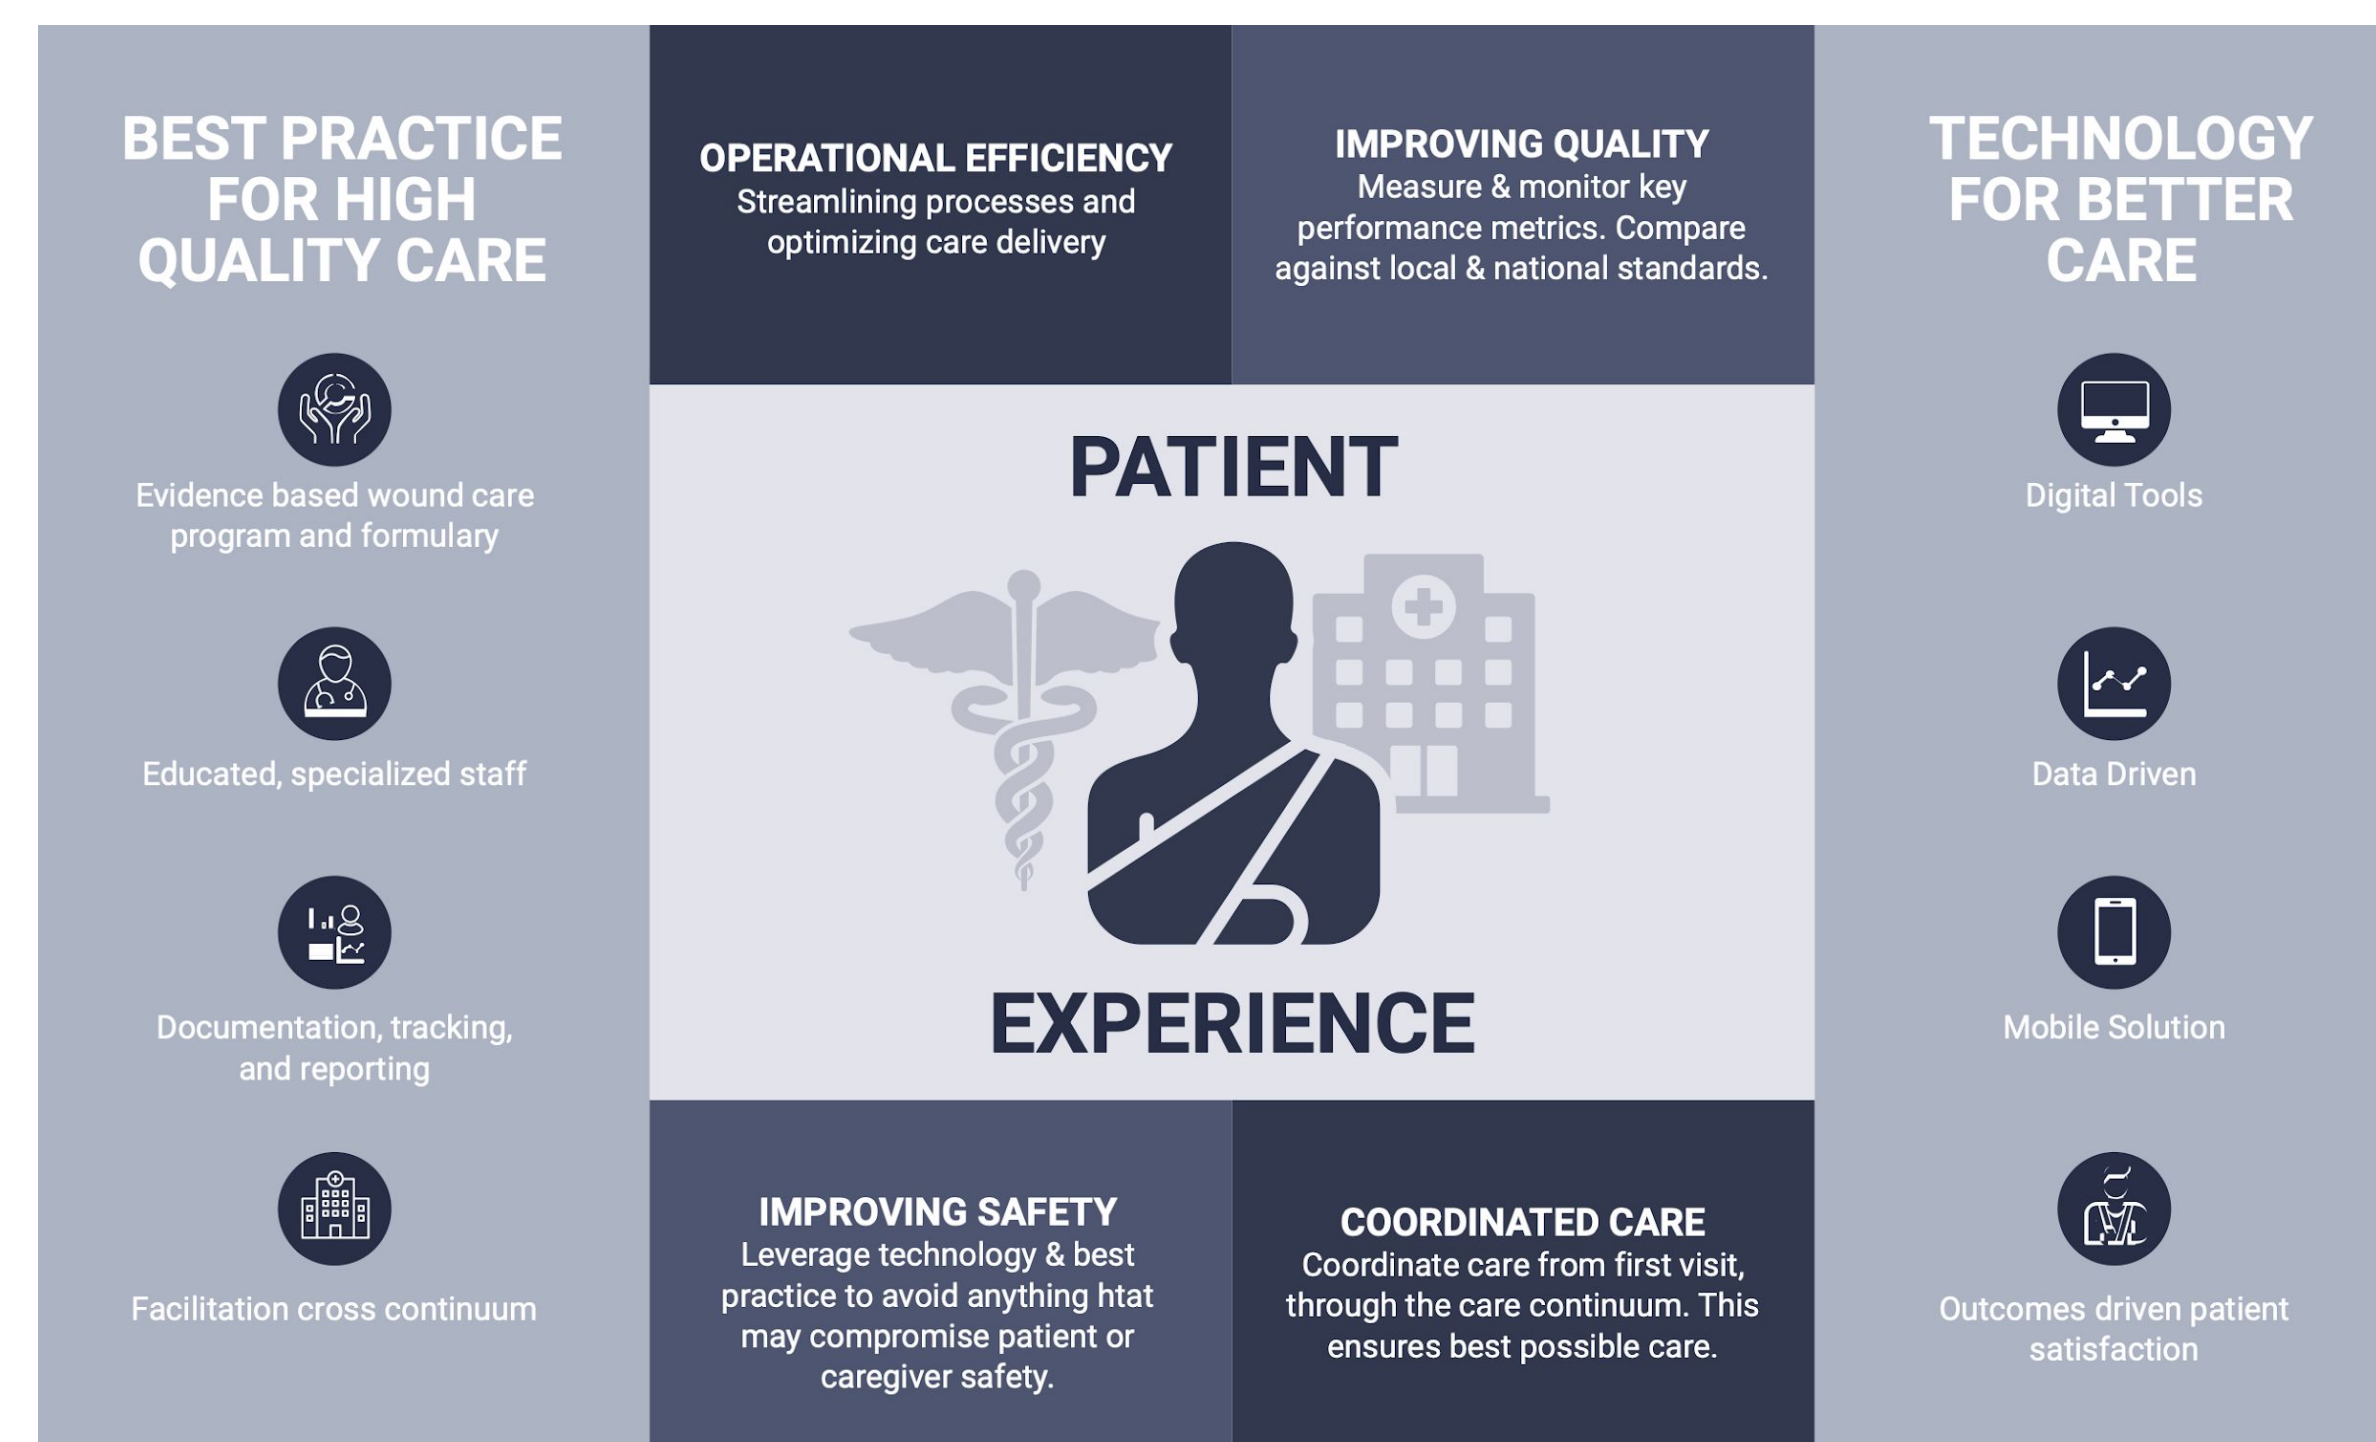 BEST PRACTICE
FOR HIGH
QUALITY CARE
Evidence based wound care
program and formulary
Educated, specialized staff
Documentation, tracking,
and reporting
Facilitation cross continuum
OPERATIONAL EFFICIENCY
Streamlining processes and
optimizing care delivery
IMPROVING QUALITY
Measure & monitor key
performance metrics. Compare
against local & national standards.
PATIENT
EXPERIENCE
IMPROVING SAFETY
Leverage technology & best
practice to avoid anything htat
may compromise patient or
caregiver safety.
COORDINATED CARE
Coordinate care from first visit,
through the care continuum. This
ensures best possible care.
TECHNOLOGY
FOR BETTER
CARE
Digital Tools
Data Driven
Mobile Solution
Outcomes driven patient
satisfaction